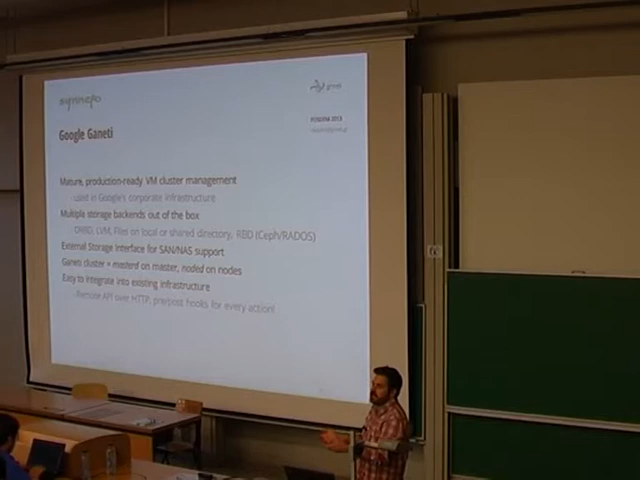 synnefo
grnet
Google Ganeti
FOSDEM 2013
Mature, production-ready VM cluster management
- used in Google's corporate infrastructure
Multiple storage backends out of the box
- DRBD, LVM, Files on local or shared directory, RBD (Ceph/RADOS)
External Storage Interface for SAN/NAS support
Ganeti cluster = masterd on master, noded on nodes
Easy to integrate into existing infrastructure
- Remote API over HTTP, pre/post hooks for every action!